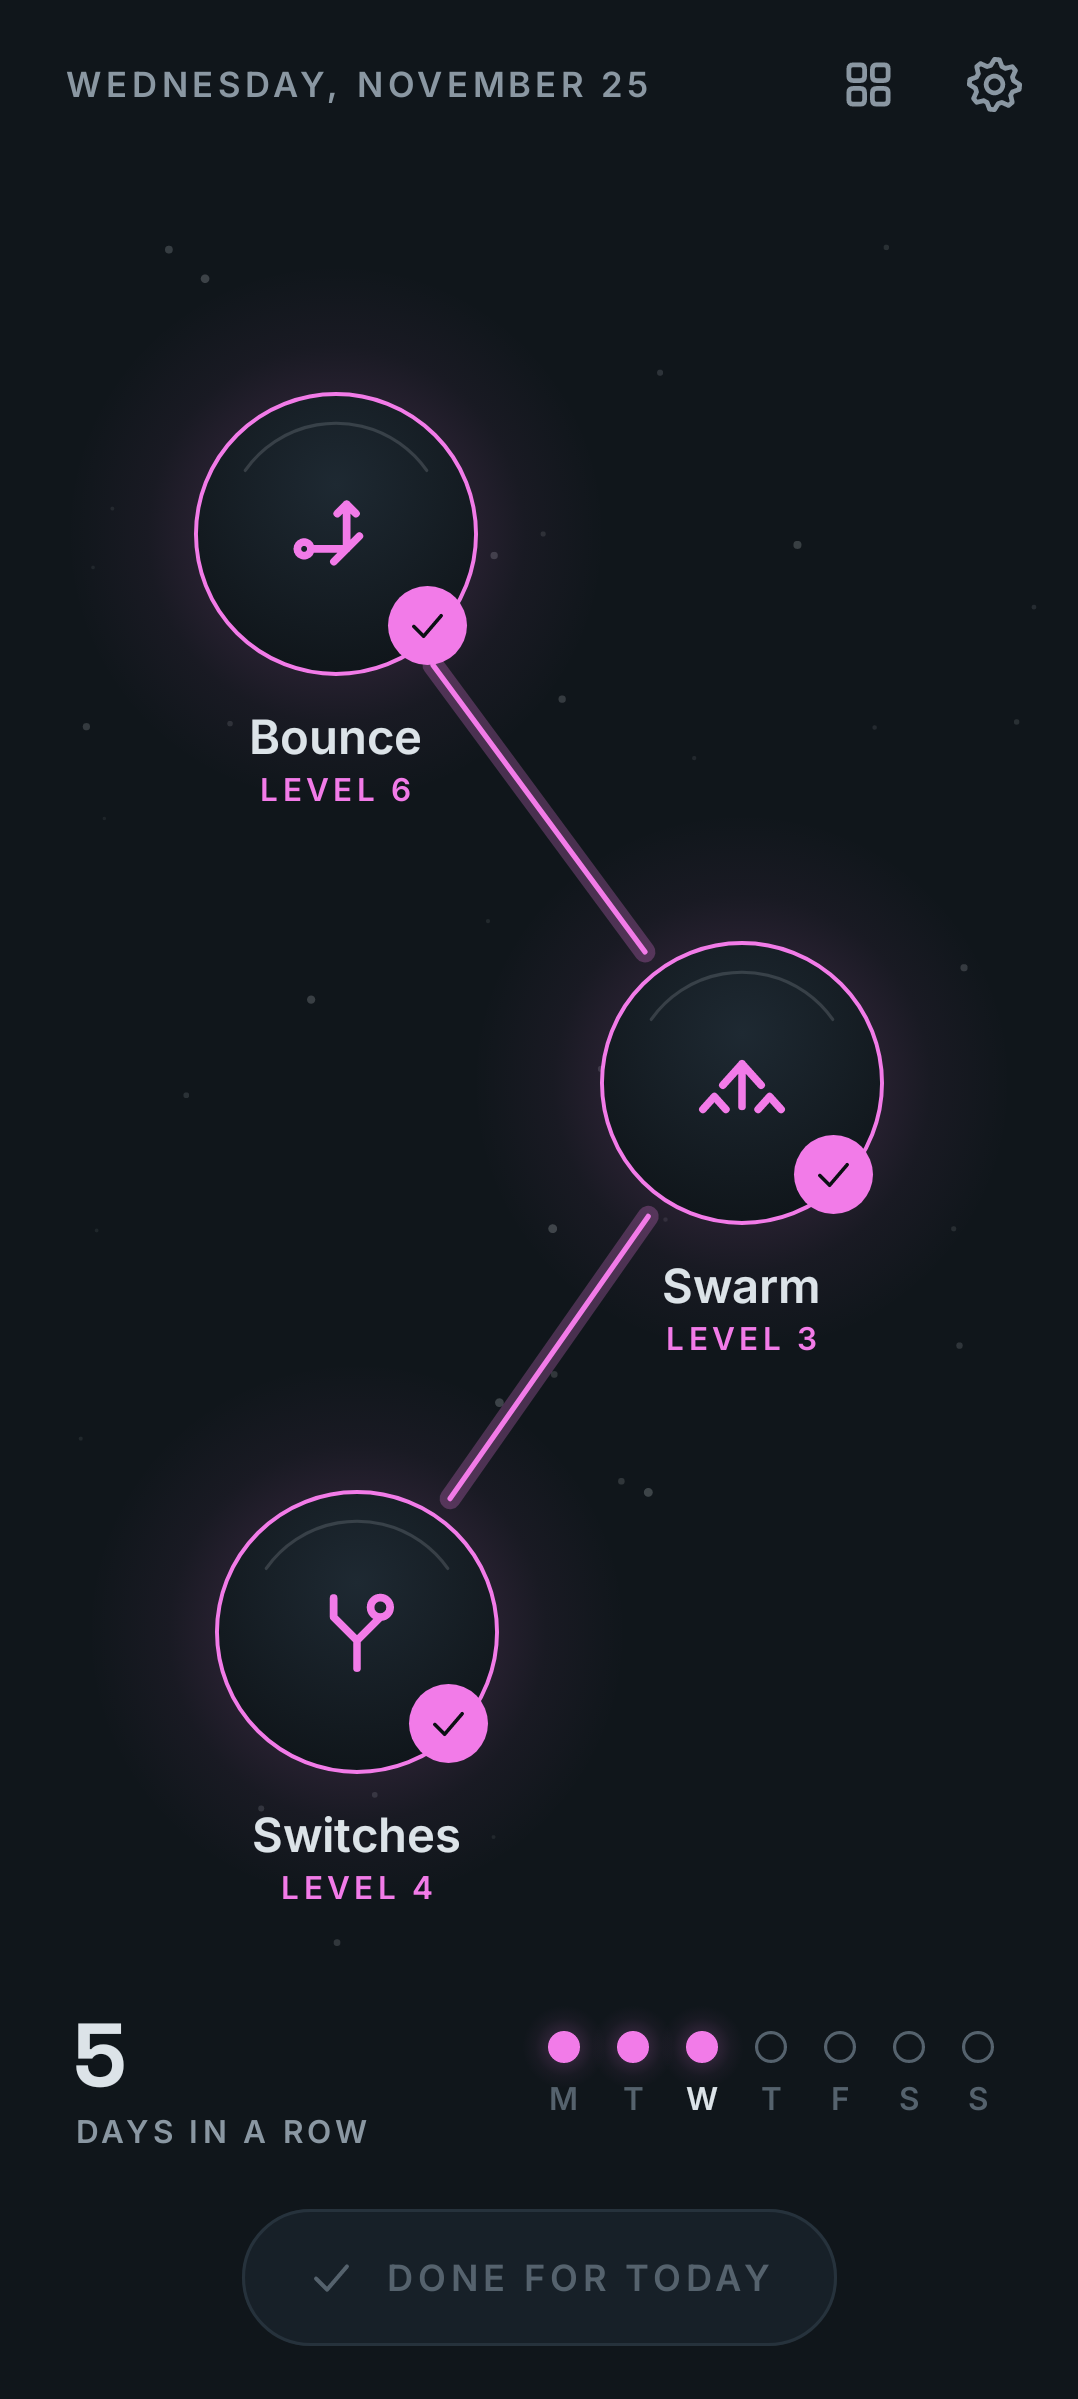 WEDNESDAY, NOVEMBER 25
Bounce
LEVEL 6
Swarm
LEVEL 3
Switches
LEVEL 4
5
DAYS IN A ROW
M T W T F S S
DONE FOR TODAY